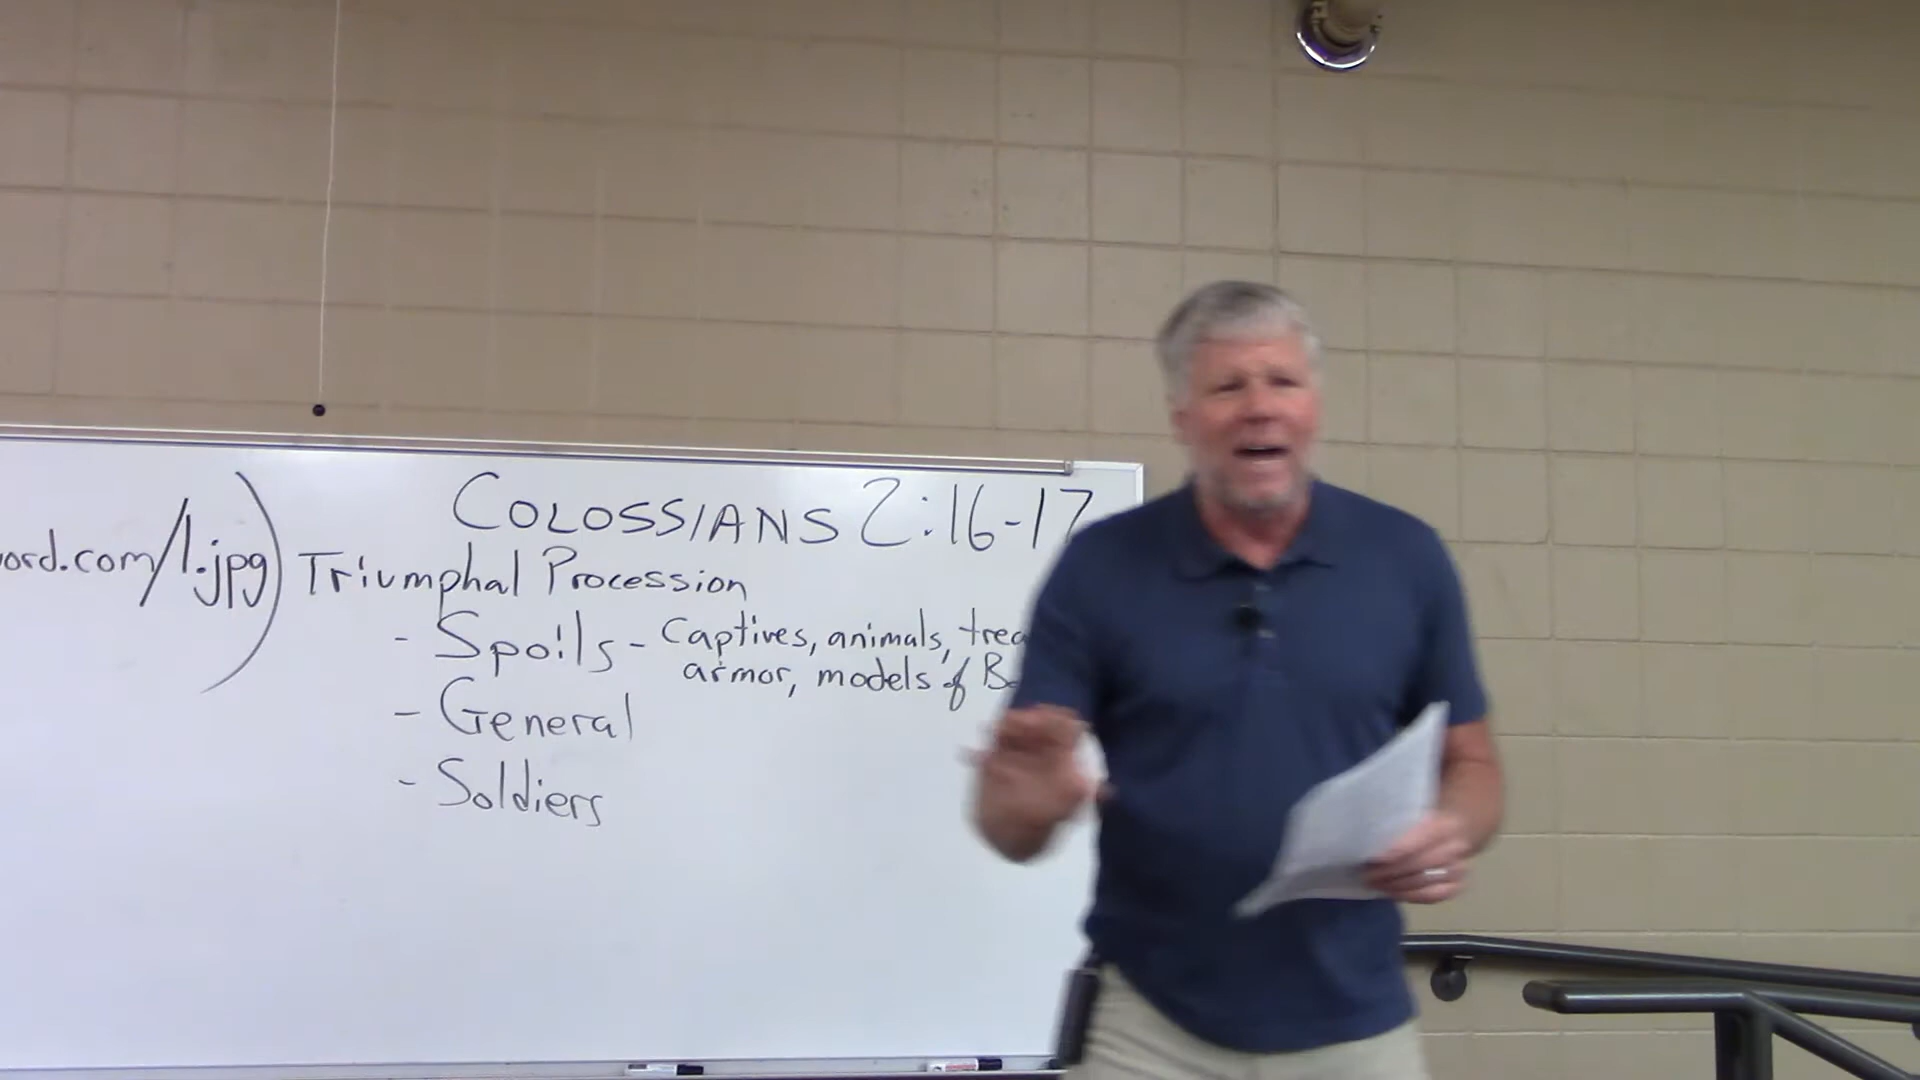 COLOSSIANS 2:16-17
ord.com/1.jpg) Triumphal Procession
- Spoils - Captives, animals,
armor, models of
- General
- Soldiers